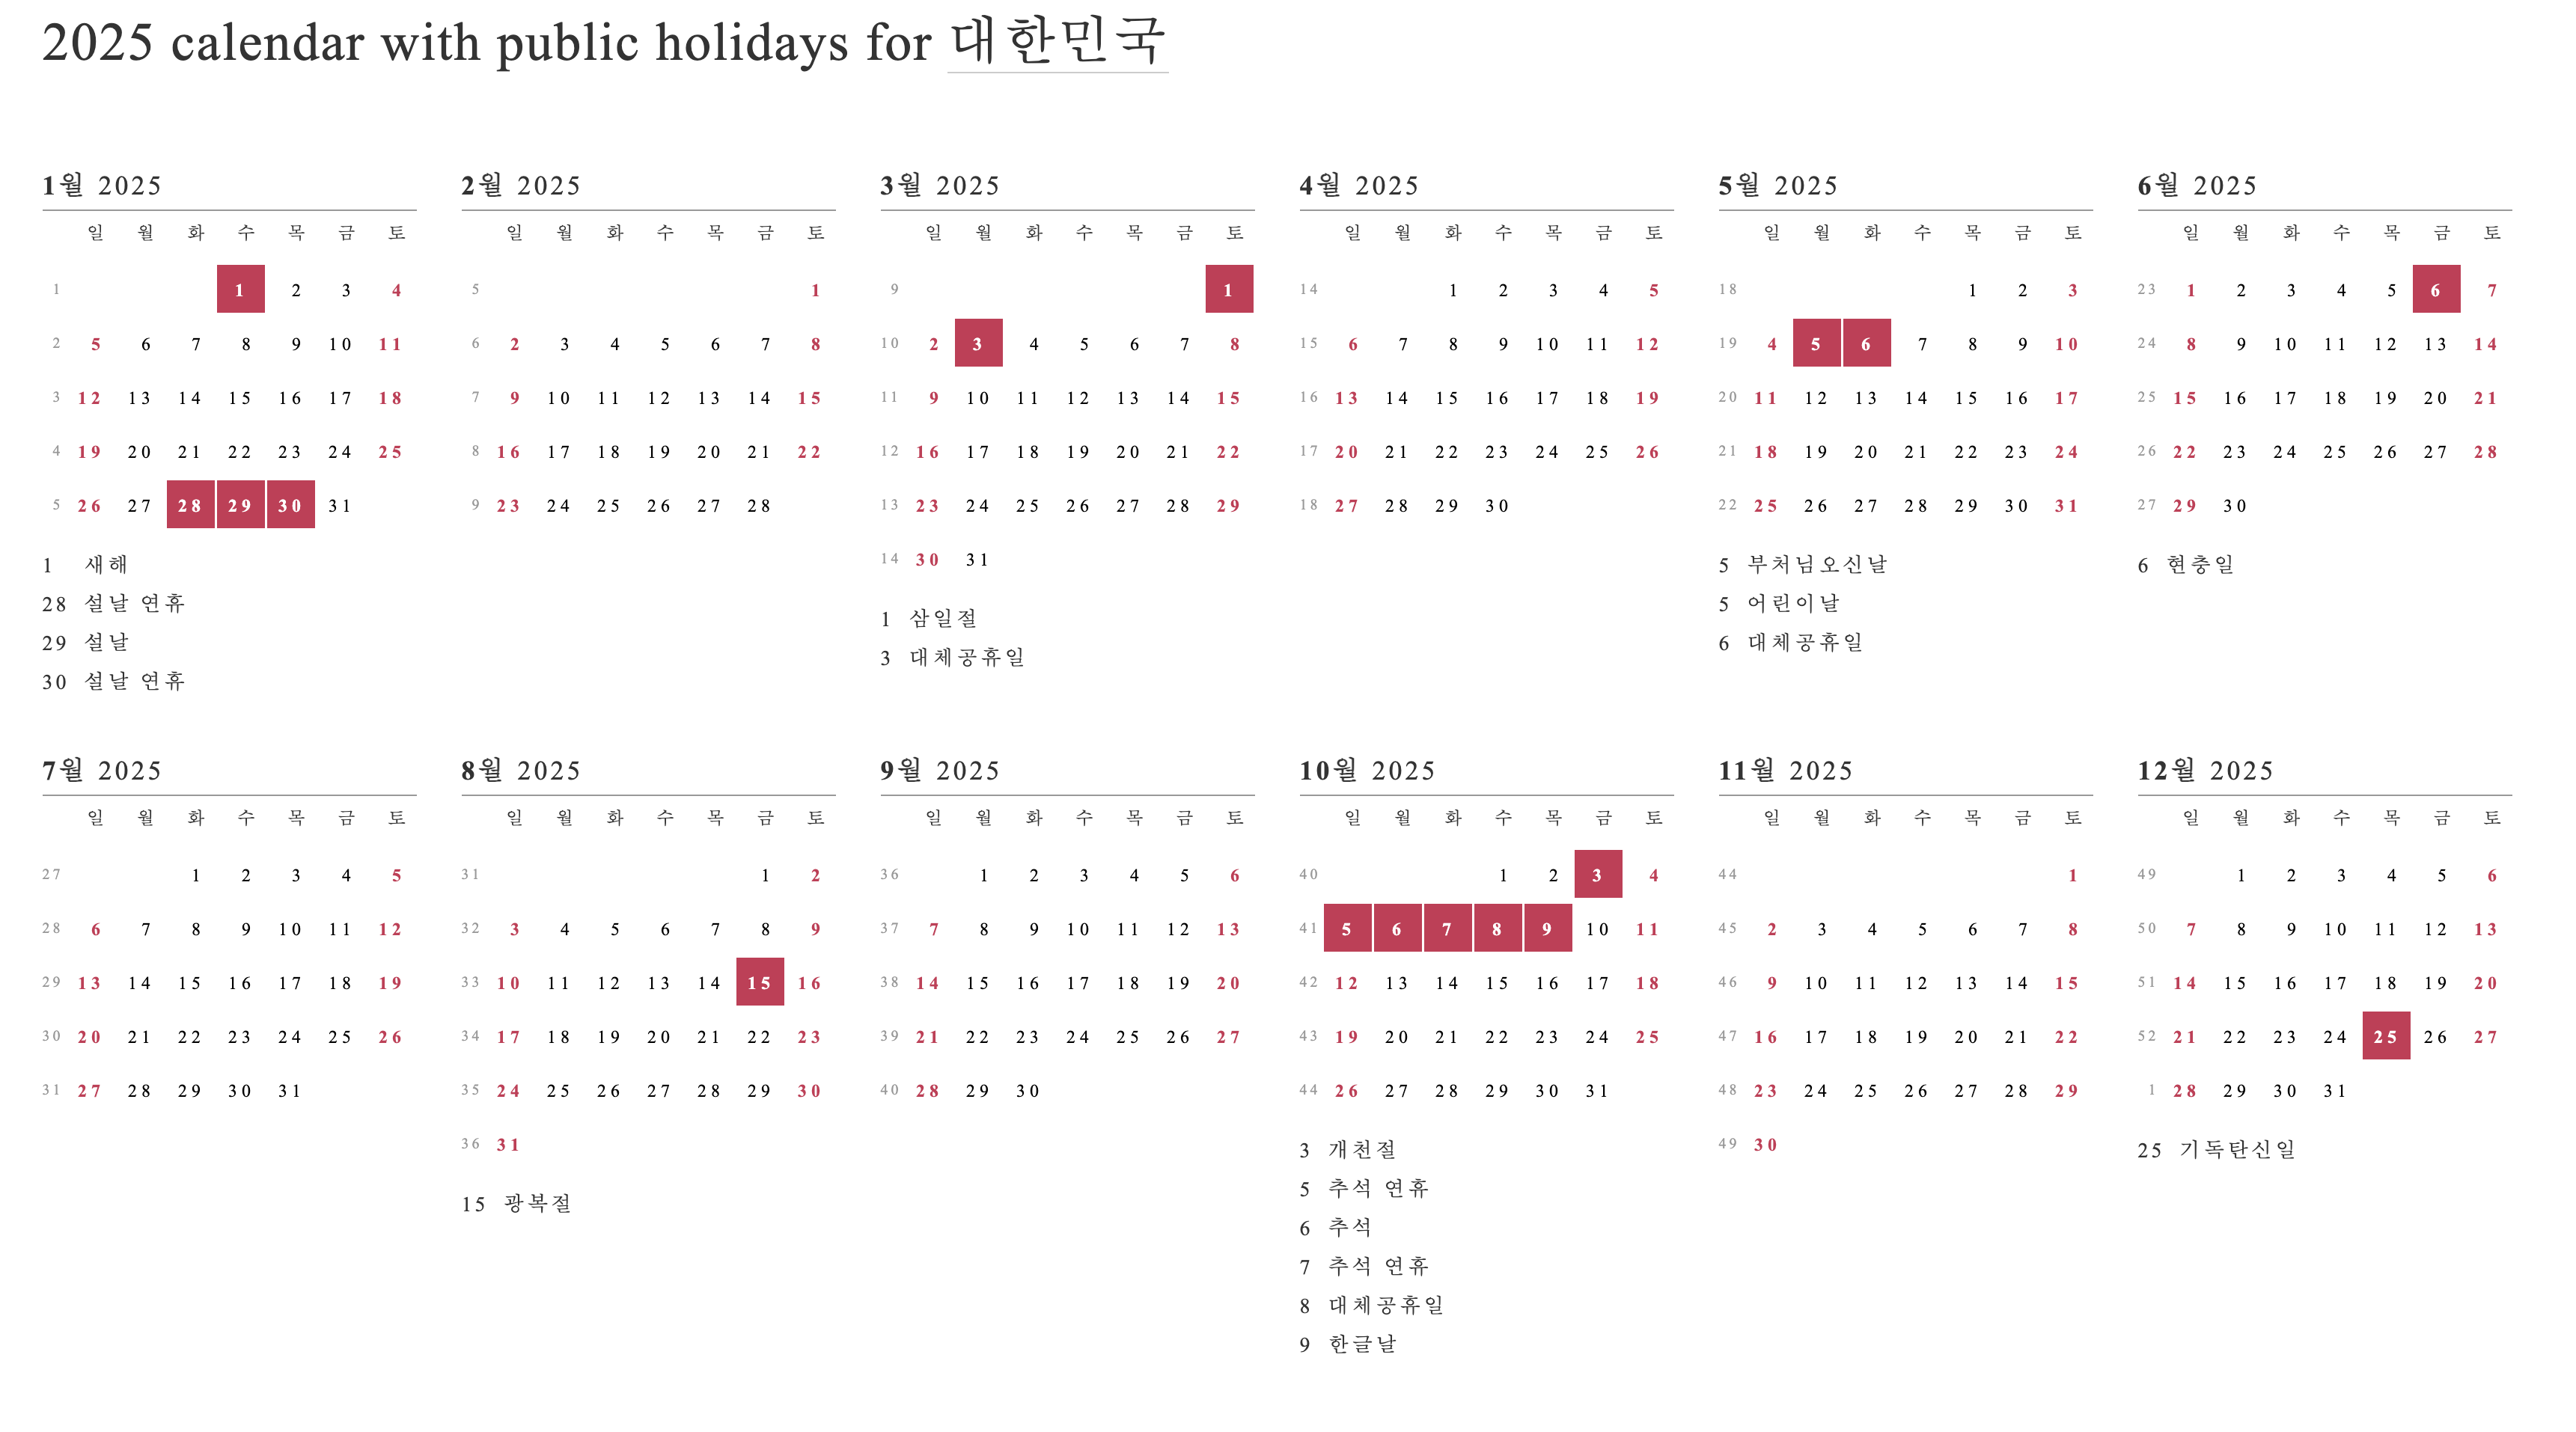 2025 calendar with public holidays for 대한민국
1월 2025
일 월 화 수 목 금 토
1 1 2 3 4
2 5 6 7 8 9 10 11
3 12 13 14 15 16 17 18
4 19 20 21 22 23 24 25
5 26 27 28 29 30 31
1 새해
28 설날 연휴
29 설날
30 설날 연휴
2월 2025
일 월 화 수 목 금 토
5 1
6 2 3 4 5 6 7 8
7 9 10 11 12 13 14 15
8 16 17 18 19 20 21 22
9 23 24 25 26 27 28
3월 2025
일 월 화 수 목 금 토
9 1
10 2 3 4 5 6 7 8
11 9 10 11 12 13 14 15
12 16 17 18 19 20 21 22
13 23 24 25 26 27 28 29
14 30 31
1 삼일절
3 대체공휴일
4월 2025
일 월 화 수 목 금 토
14 1 2 3 4 5
15 6 7 8 9 10 11 12
16 13 14 15 16 17 18 19
17 20 21 22 23 24 25 26
18 27 28 29 30
5월 2025
일 월 화 수 목 금 토
18 1 2 3
19 4 5 6 7 8 9 10
20 11 12 13 14 15 16 17
21 18 19 20 21 22 23 24
22 25 26 27 28 29 30 31
5 부처님오신날
5 어린이날
6 대체공휴일
6월 2025
일 월 화 수 목 금 토
23 1 2 3 4 5 6 7
24 8 9 10 11 12 13 14
25 15 16 17 18 19 20 21
26 22 23 24 25 26 27 28
27 29 30
6 현충일
7월 2025
일 월 화 수 목 금 토
27 1 2 3 4 5
28 6 7 8 9 10 11 12
29 13 14 15 16 17 18 19
30 20 21 22 23 24 25 26
31 27 28 29 30 31
8월 2025
일 월 화 수 목 금 토
31 1 2
32 3 4 5 6 7 8 9
33 10 11 12 13 14 15 16
34 17 18 19 20 21 22 23
35 24 25 26 27 28 29 30
36 31
15 광복절
9월 2025
일 월 화 수 목 금 토
36 1 2 3 4 5 6
37 7 8 9 10 11 12 13
38 14 15 16 17 18 19 20
39 21 22 23 24 25 26 27
40 28 29 30
10월 2025
일 월 화 수 목 금 토
40 1 2 3 4
41 5 6 7 8 9 10 11
42 12 13 14 15 16 17 18
43 19 20 21 22 23 24 25
44 26 27 28 29 30 31
3 개천절
5 추석 연휴
6 추석
7 추석 연휴
8 대체공휴일
9 한글날
11월 2025
일 월 화 수 목 금 토
44 1
45 2 3 4 5 6 7 8
46 9 10 11 12 13 14 15
47 16 17 18 19 20 21 22
48 23 24 25 26 27 28 29
49 30
12월 2025
일 월 화 수 목 금 토
49 1 2 3 4 5 6
50 7 8 9 10 11 12 13
51 14 15 16 17 18 19 20
52 21 22 23 24 25 26 27
1 28 29 30 31
25 기독탄신일